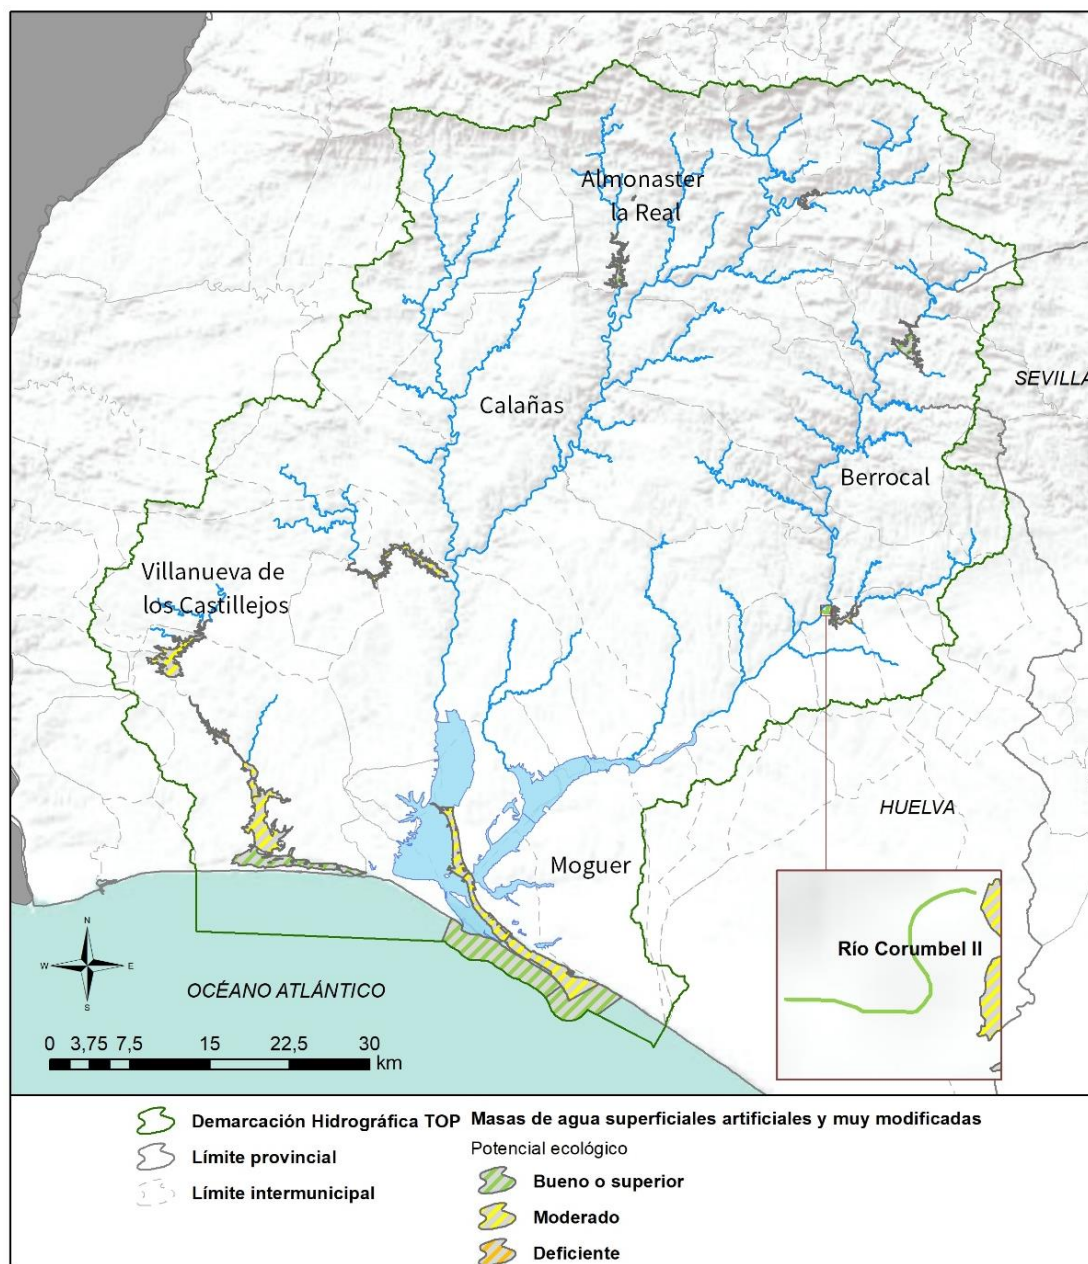 Almonaster
la Real
SEVILLA
Calañas
Berrocal
Villanueva de
los Castillejos
HUELVA
Moguer
Río Corumbel II
N
W E
S
OCÉANO ATLÁNTICO
0 3,75 7,5 15 22,5 30
km
Demarcación Hidrográfica TOP
Límite provincial
Límite intermunicipal
Masas de agua superficiales artificiales y muy modificadas
Potencial ecológico
Bueno o superior
Moderado
Deficiente